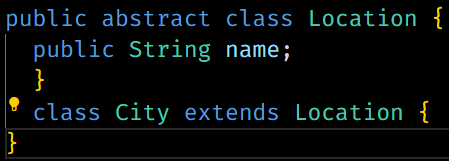 public abstract class Location {
  public String name;
  }
  class City extends Location {
}